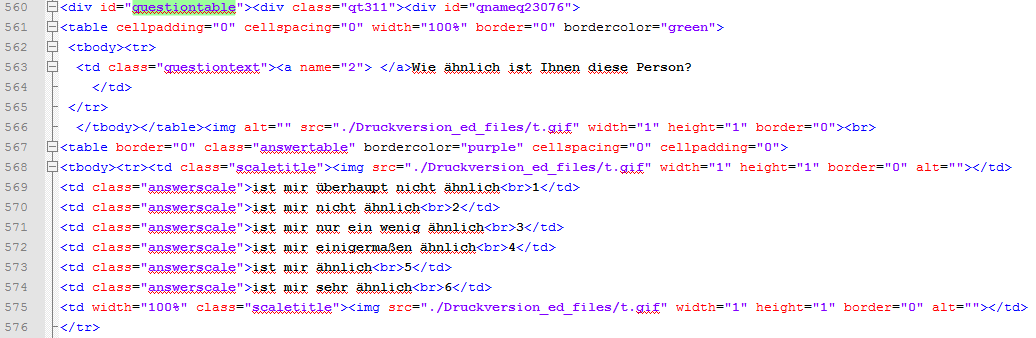 560 <div id="questiontable"><div class="qt311"><div id="qnameq23076">
561 <table cellpadding="0" cellspacing="0" width="100%" border="0" bordercolor="green">
562 <tbody><tr>
563 <td class="questiontext"><a name="2"> </a>Wie ähnlich ist Ihnen diese Person?
564 </td>
565 </tr>
566 </tbody></table><img alt="" src="./Druckversion_ed_files/t.gif" width="1" height="1" border="0"><br>
567 <table border="0" class="answertable" bordercolor="purple" cellspacing="0" cellpadding="0">
568 <tbody><tr><td class="scaletitle"><img src="./Druckversion_ed_files/t.gif" width="1" height="1" border="0" alt=""></td>
569 <td class="answerscale">ist mir überhaupt nicht ähnlich<br>1</td>
570 <td class="answerscale">ist mir nicht ähnlich<br>2</td>
571 <td class="answerscale">ist mir nur ein wenig ähnlich<br>3</td>
572 <td class="answerscale">ist mir einigermaßen ähnlich<br>4</td>
573 <td class="answerscale">ist mir ähnlich<br>5</td>
574 <td class="answerscale">ist mir sehr ähnlich<br>6</td>
575 <td width="100%" class="scaletitle"><img src="./Druckversion_ed_files/t.gif" width="1" height="1" border="0" alt=""></td>
576 </tr>